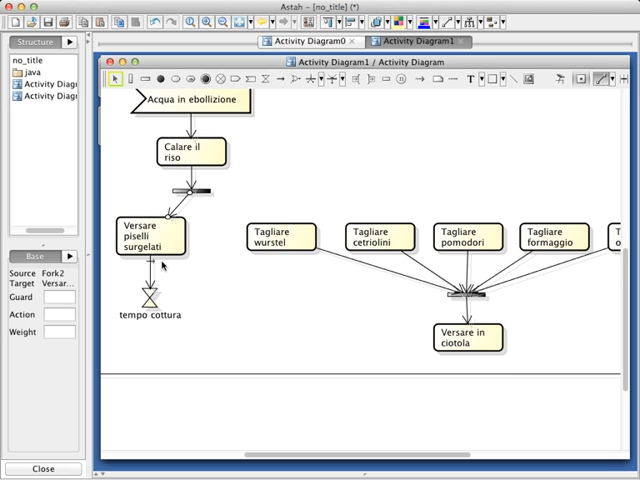 Astah - [no_title] (*)
Structure
Activity Diagram0
Activity Diagram1
no_title
java
Activity Diagr
Activity Diagr
Activity Diagram1 / Activity Diagram
T
Acqua in ebollizione
Calare il
riso
Versare
piselli
surgelati
Tagliare
wurstel
Tagliare
cetriolini
Tagliare
pomodori
Tagliare
formaggio
tempo cottura
Versare in
ciotola
Base
Source Fork2
Target Versar...
Guard
Action
Weight
Close